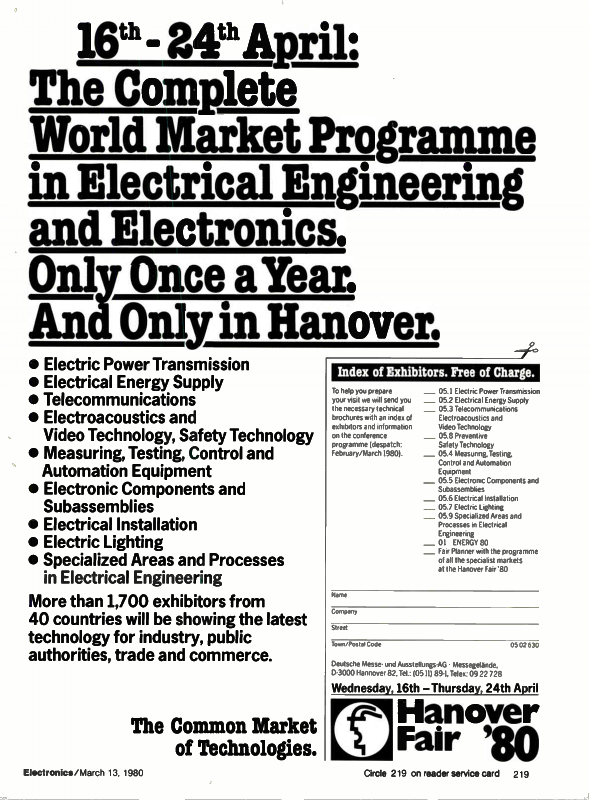 16th - 24th April:
The Complete
World Market Programme
in Electrical Engineering
and Electronics.
Only Once a Year.
And Only in Hanover.
● Electric Power Transmission
● Electrical Energy Supply
● Telecommunications
● Electroacoustics and
Video Technology, Safety Technology
● Measuring, Testing, Control and
Automation Equipment
● Electronic Components and
Subassemblies
● Electrical Installation
● Electric Lighting
● Specialized Areas and Processes
in Electrical Engineering
More than 1,700 exhibitors from
40 countries will be showing the latest
technology for industry, public
authorities, trade and commerce.
The Common Market
of Technologies.
Index of Exhibitors. Free of Charge.
To help you prepare
your visit we will send you
the necessary technical
brochures with an index of
exhibitors and information
on the conference
programme (despatch:
February/March 1980).
__ 05.1 Electric Power Transmission
__ 05.2 Electrical Energy Supply
__ 05.3 Telecommunications
Electroacoustics and
Video Technology
__ 05.8 Preventive
Safety Technology
__ 05.4 Measuring, Testing,
Control and Automation
Equipment
__ 05.5 Electronic Components and
Subassemblies
__ 05.6 Electrical Installation
__ 05.7 Electric Lighting
__ 05.9 Specialized Areas and
Processes in Electrical
Engineering
__ 01 ENERGY 80
__ Fair Planner with the programme
of all the specialist markets
at the Hanover Fair '80
Name
Company
Street
Town/Postal Code 05 02 630
Deutsche Messe- und Ausstellungs-AG · Messegelände,
D-3000 Hannover 82, Tel.: (05 11) 89-1, Telex: 09 22 728
Wednesday, 16th – Thursday, 24th April
Hanover
Fair '80
Electronics/March 13, 1980
Circle 219 on reader service card 219